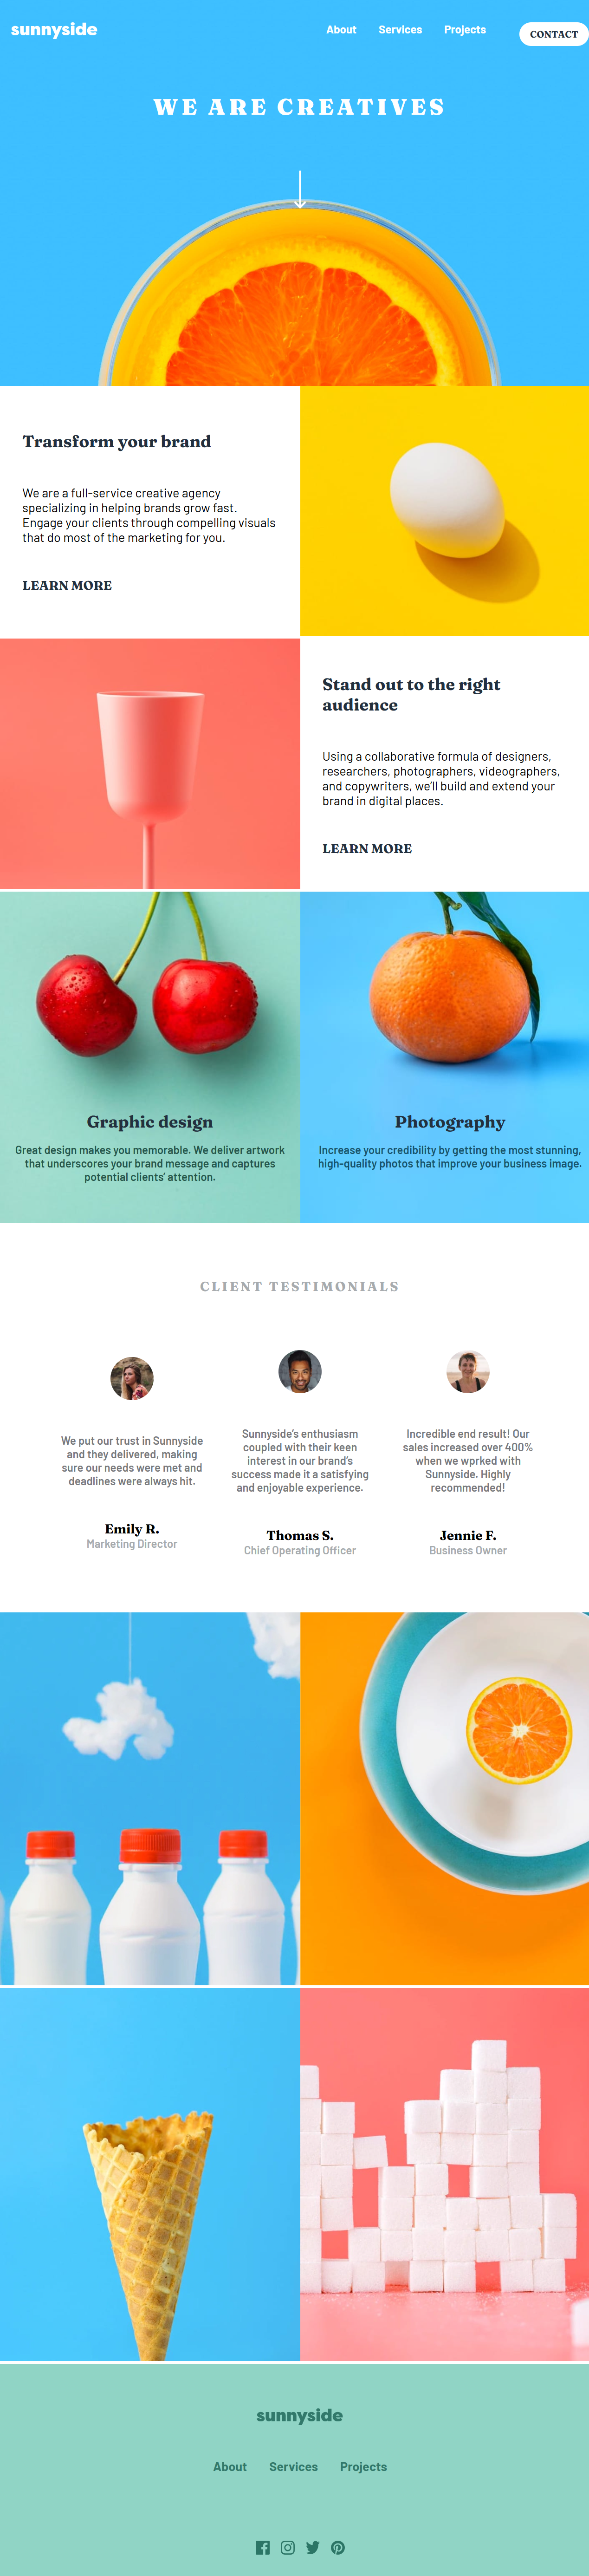 sunnyside
About Services Projects CONTACT
WE ARE CREATIVES
Transform your brand
We are a full-service creative agency
specializing in helping brands grow fast.
Engage your clients through compelling visuals
that do most of the marketing for you.
LEARN MORE
Stand out to the right
audience
Using a collaborative formula of designers,
researchers, photographers, videographers,
and copywriters, we'll build and extend your
brand in digital places.
LEARN MORE
Graphic design
Great design makes you memorable. We deliver artwork
that underscores your brand message and captures
potential clients' attention.
Photography
Increase your credibility by getting the most stunning,
high-quality photos that improve your business image.
CLIENT TESTIMONIALS
We put our trust in Sunnyside
and they delivered, making
sure our needs were met and
deadlines were always hit.
Emily R.
Marketing Director
Sunnyside's enthusiasm
coupled with their keen
interest in our brand's
success made it a satisfying
and enjoyable experience.
Thomas S.
Chief Operating Officer
Incredible end result! Our
sales increased over 400%
when we wprked with
Sunnyside. Highly
recommended!
Jennie F.
Business Owner
sunnyside
About Services Projects